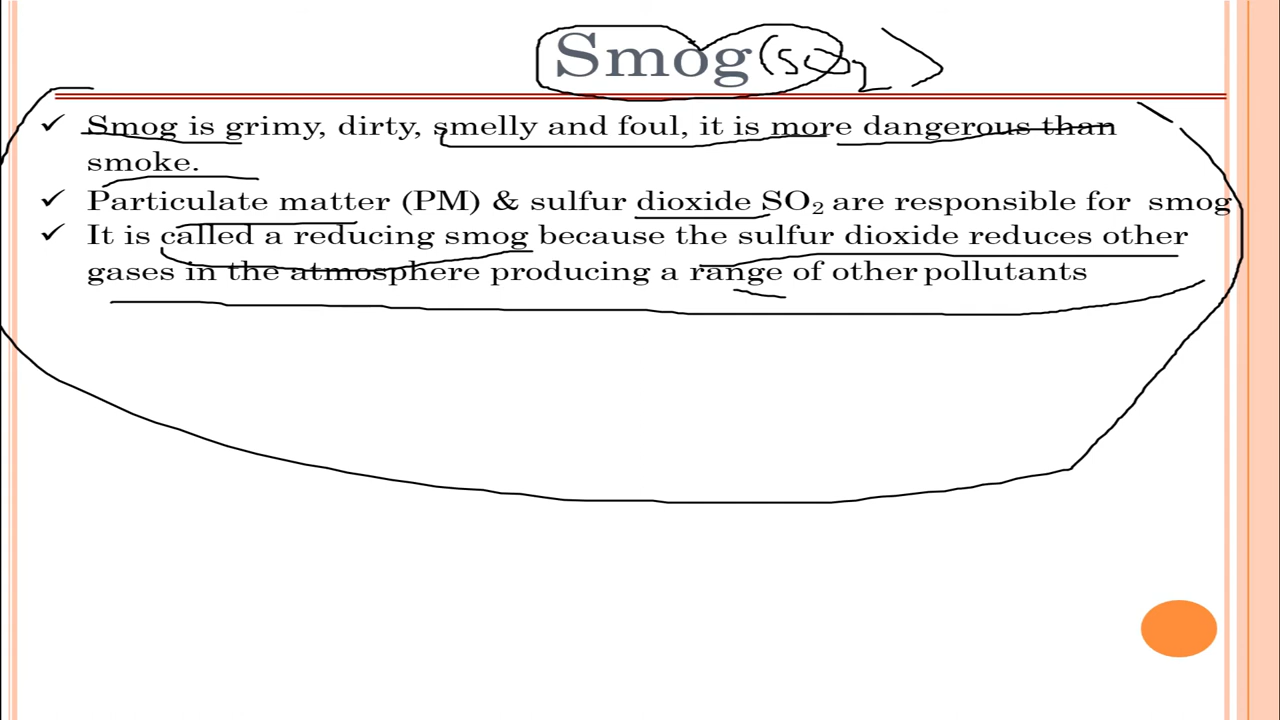 Smog (SO2)
✓ Smog is grimy, dirty, smelly and foul, it is more dangerous than
smoke.
✓ Particulate matter (PM) & sulfur dioxide SO₂ are responsible for smog
✓ It is called a reducing smog because the sulfur dioxide reduces other
gases in the atmosphere producing a range of other pollutants